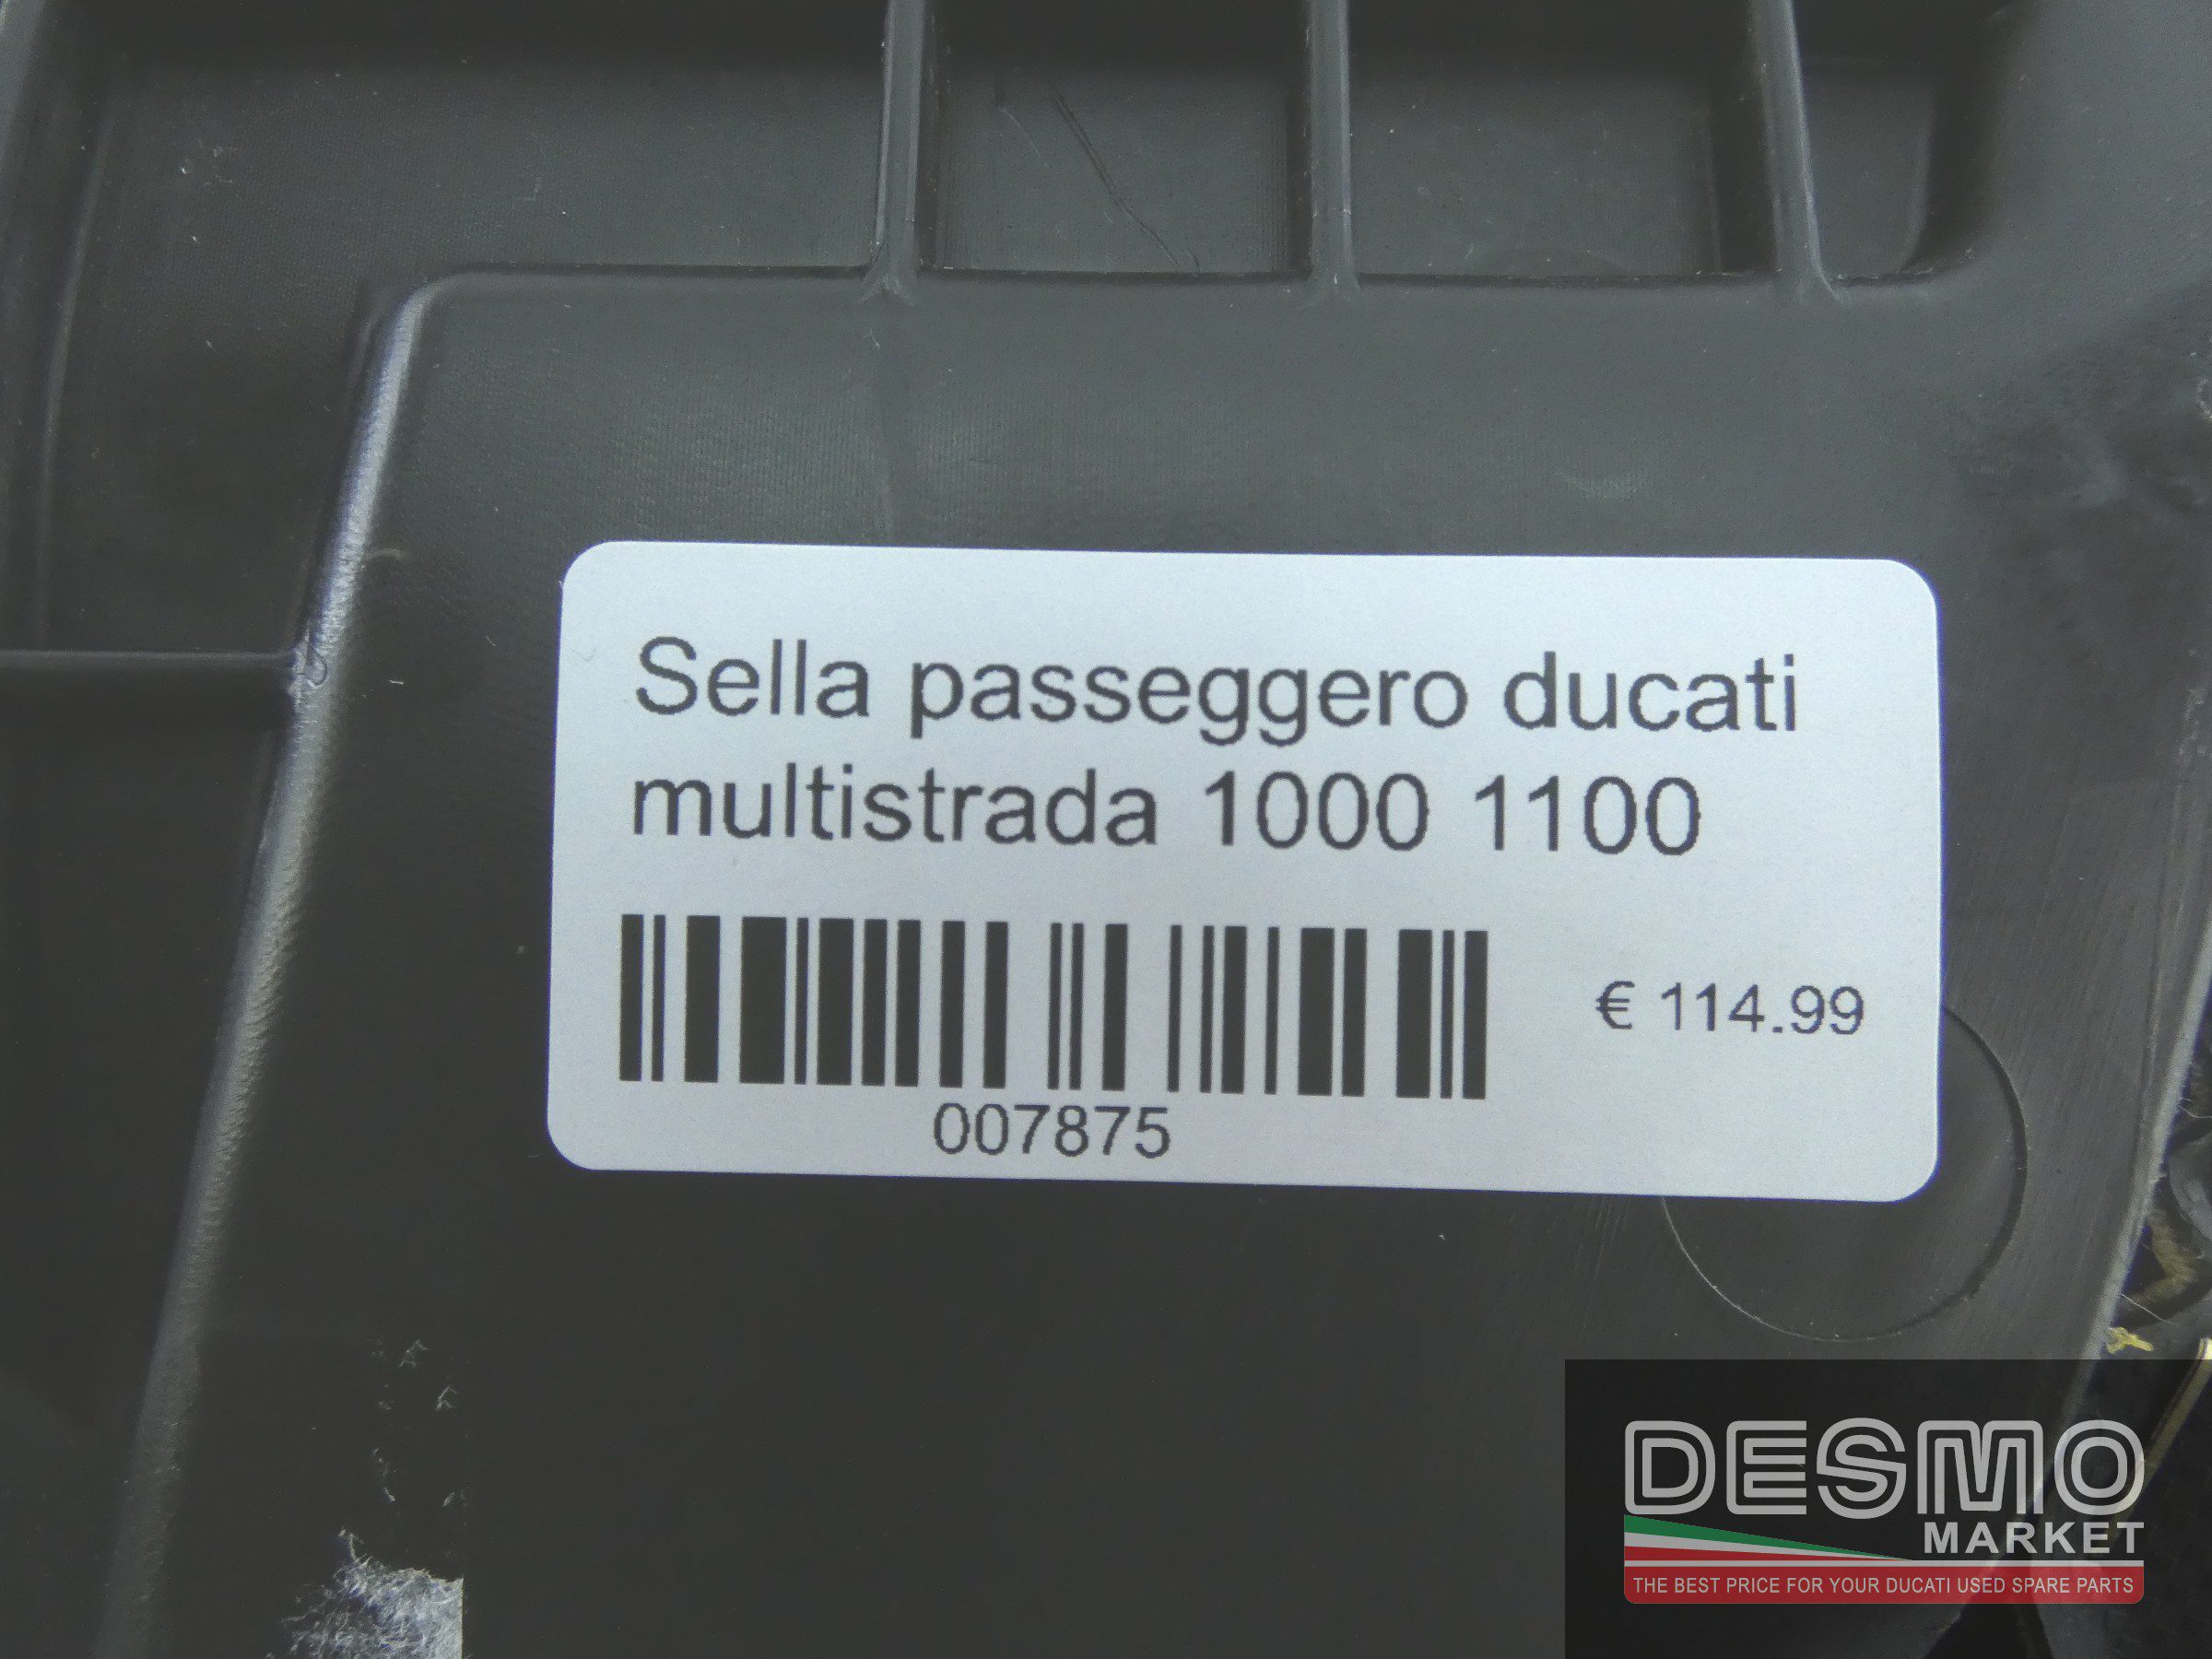 Sella passeggero ducati
multistrada 1000 1100
€ 114.99
007875
DESMO
MARKET
THE BEST PRICE FOR YOUR DUCATI USED SPARE PARTS